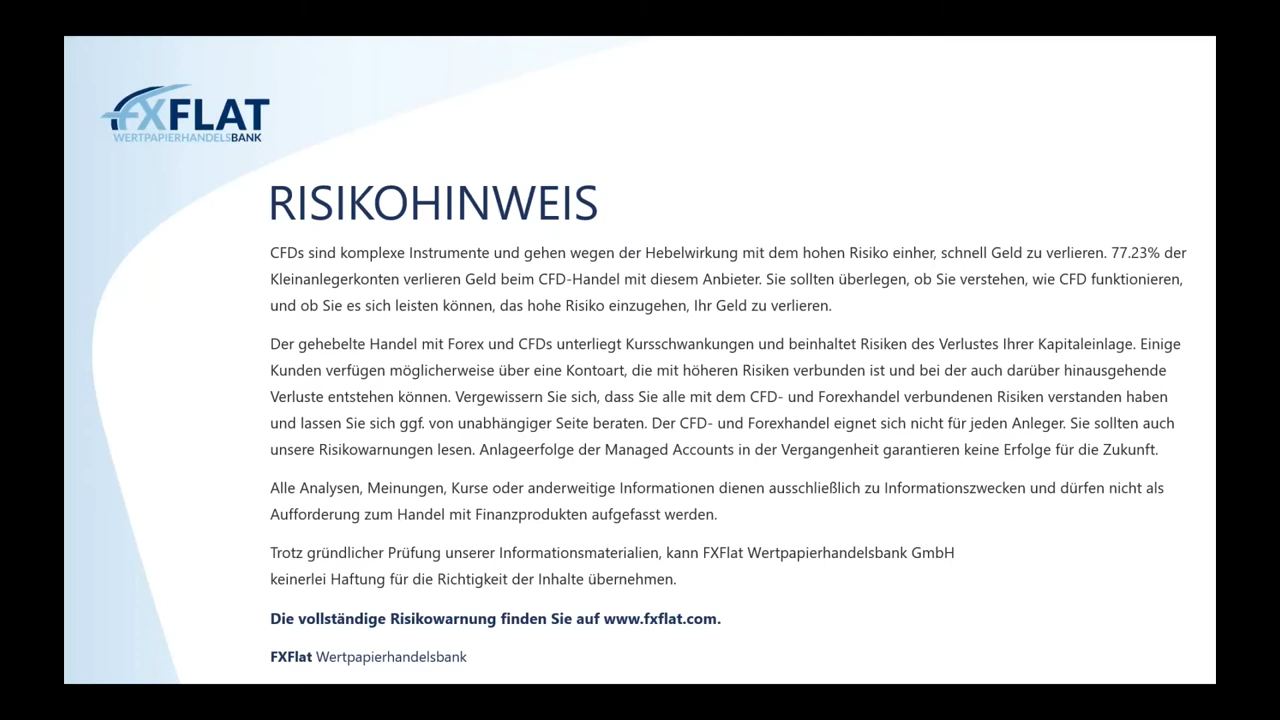 FXFLAT
WERTPAPIERHANDELSBANK
RISIKOHINWEIS
CFDs sind komplexe Instrumente und gehen wegen der Hebelwirkung mit dem hohen Risiko einher, schnell Geld zu verlieren. 77.23% der
Kleinanlegerkonten verlieren Geld beim CFD-Handel mit diesem Anbieter. Sie sollten überlegen, ob Sie verstehen, wie CFD funktionieren,
und ob Sie es sich leisten können, das hohe Risiko einzugehen, Ihr Geld zu verlieren.
Der gehebelte Handel mit Forex und CFDs unterliegt Kursschwankungen und beinhaltet Risiken des Verlustes Ihrer Kapitaleinlage. Einige
Kunden verfügen möglicherweise über eine Kontoart, die mit höheren Risiken verbunden ist und bei der auch darüber hinausgehende
Verluste entstehen können. Vergewissern Sie sich, dass Sie alle mit dem CFD- und Forexhandel verbundenen Risiken verstanden haben
und lassen Sie sich ggf. von unabhängiger Seite beraten. Der CFD- und Forexhandel eignet sich nicht für jeden Anleger. Sie sollten auch
unsere Risikowarnungen lesen. Anlageerfolge der Managed Accounts in der Vergangenheit garantieren keine Erfolge für die Zukunft.
Alle Analysen, Meinungen, Kurse oder anderweitige Informationen dienen ausschließlich zu Informationszwecken und dürfen nicht als
Aufforderung zum Handel mit Finanzprodukten aufgefasst werden.
Trotz gründlicher Prüfung unserer Informationsmaterialien, kann FXFlat Wertpapierhandelsbank GmbH
keinerlei Haftung für die Richtigkeit der Inhalte übernehmen.
Die vollständige Risikowarnung finden Sie auf www.fxflat.com.
FXFlat Wertpapierhandelsbank